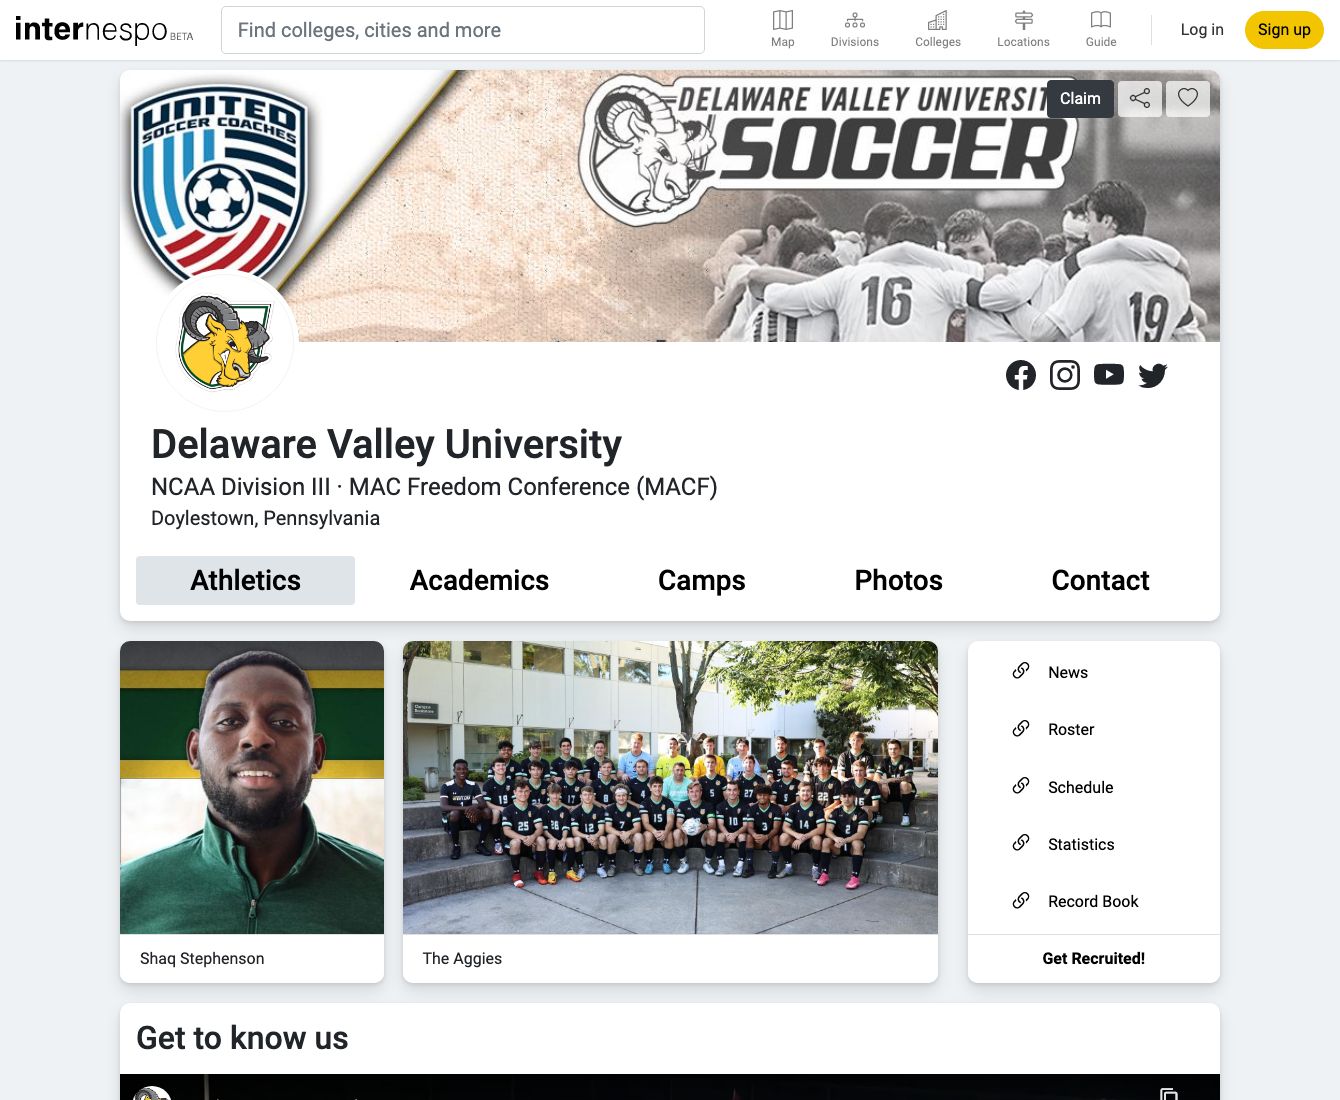 internespo BETA
Find colleges, cities and more
Map
Divisions
Colleges
Locations
Guide
Log in
Sign up
UNITED
SOCCER COACHES
DELAWARE VALLEY UNIVERSIT
SOCCER
Claim
16
19
Delaware Valley University
NCAA Division III · MAC Freedom Conference (MACF)
Doylestown, Pennsylvania
Athletics
Academics
Camps
Photos
Contact
News
Roster
Schedule
Statistics
Record Book
Shaq Stephenson
The Aggies
Get Recruited!
Get to know us